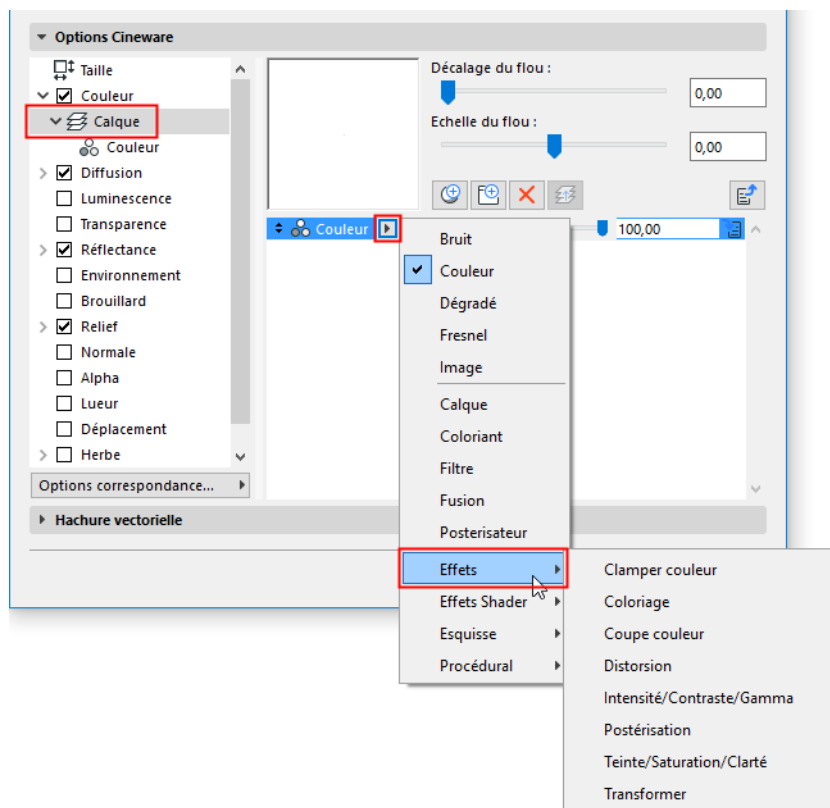 Options Cineware
Taille
Couleur
Calque
Couleur
Diffusion
Luminescence
Transparence
Réflectance
Environnement
Brouillard
Relief
Normale
Alpha
Lueur
Déplacement
Herbe
Options correspondance...
Décalage du flou :
0,00
Echelle du flou :
0,00
Couleur
100,00
Bruit
Couleur
Dégradé
Fresnel
Image
Calque
Coloriant
Filtre
Fusion
Posterisateur
Effets
Effets Shader
Esquisse
Procédural
Clamper couleur
Coloriage
Coupe couleur
Distorsion
Intensité/Contraste/Gamma
Postérisation
Teinte/Saturation/Clarté
Transformer
Hachure vectorielle